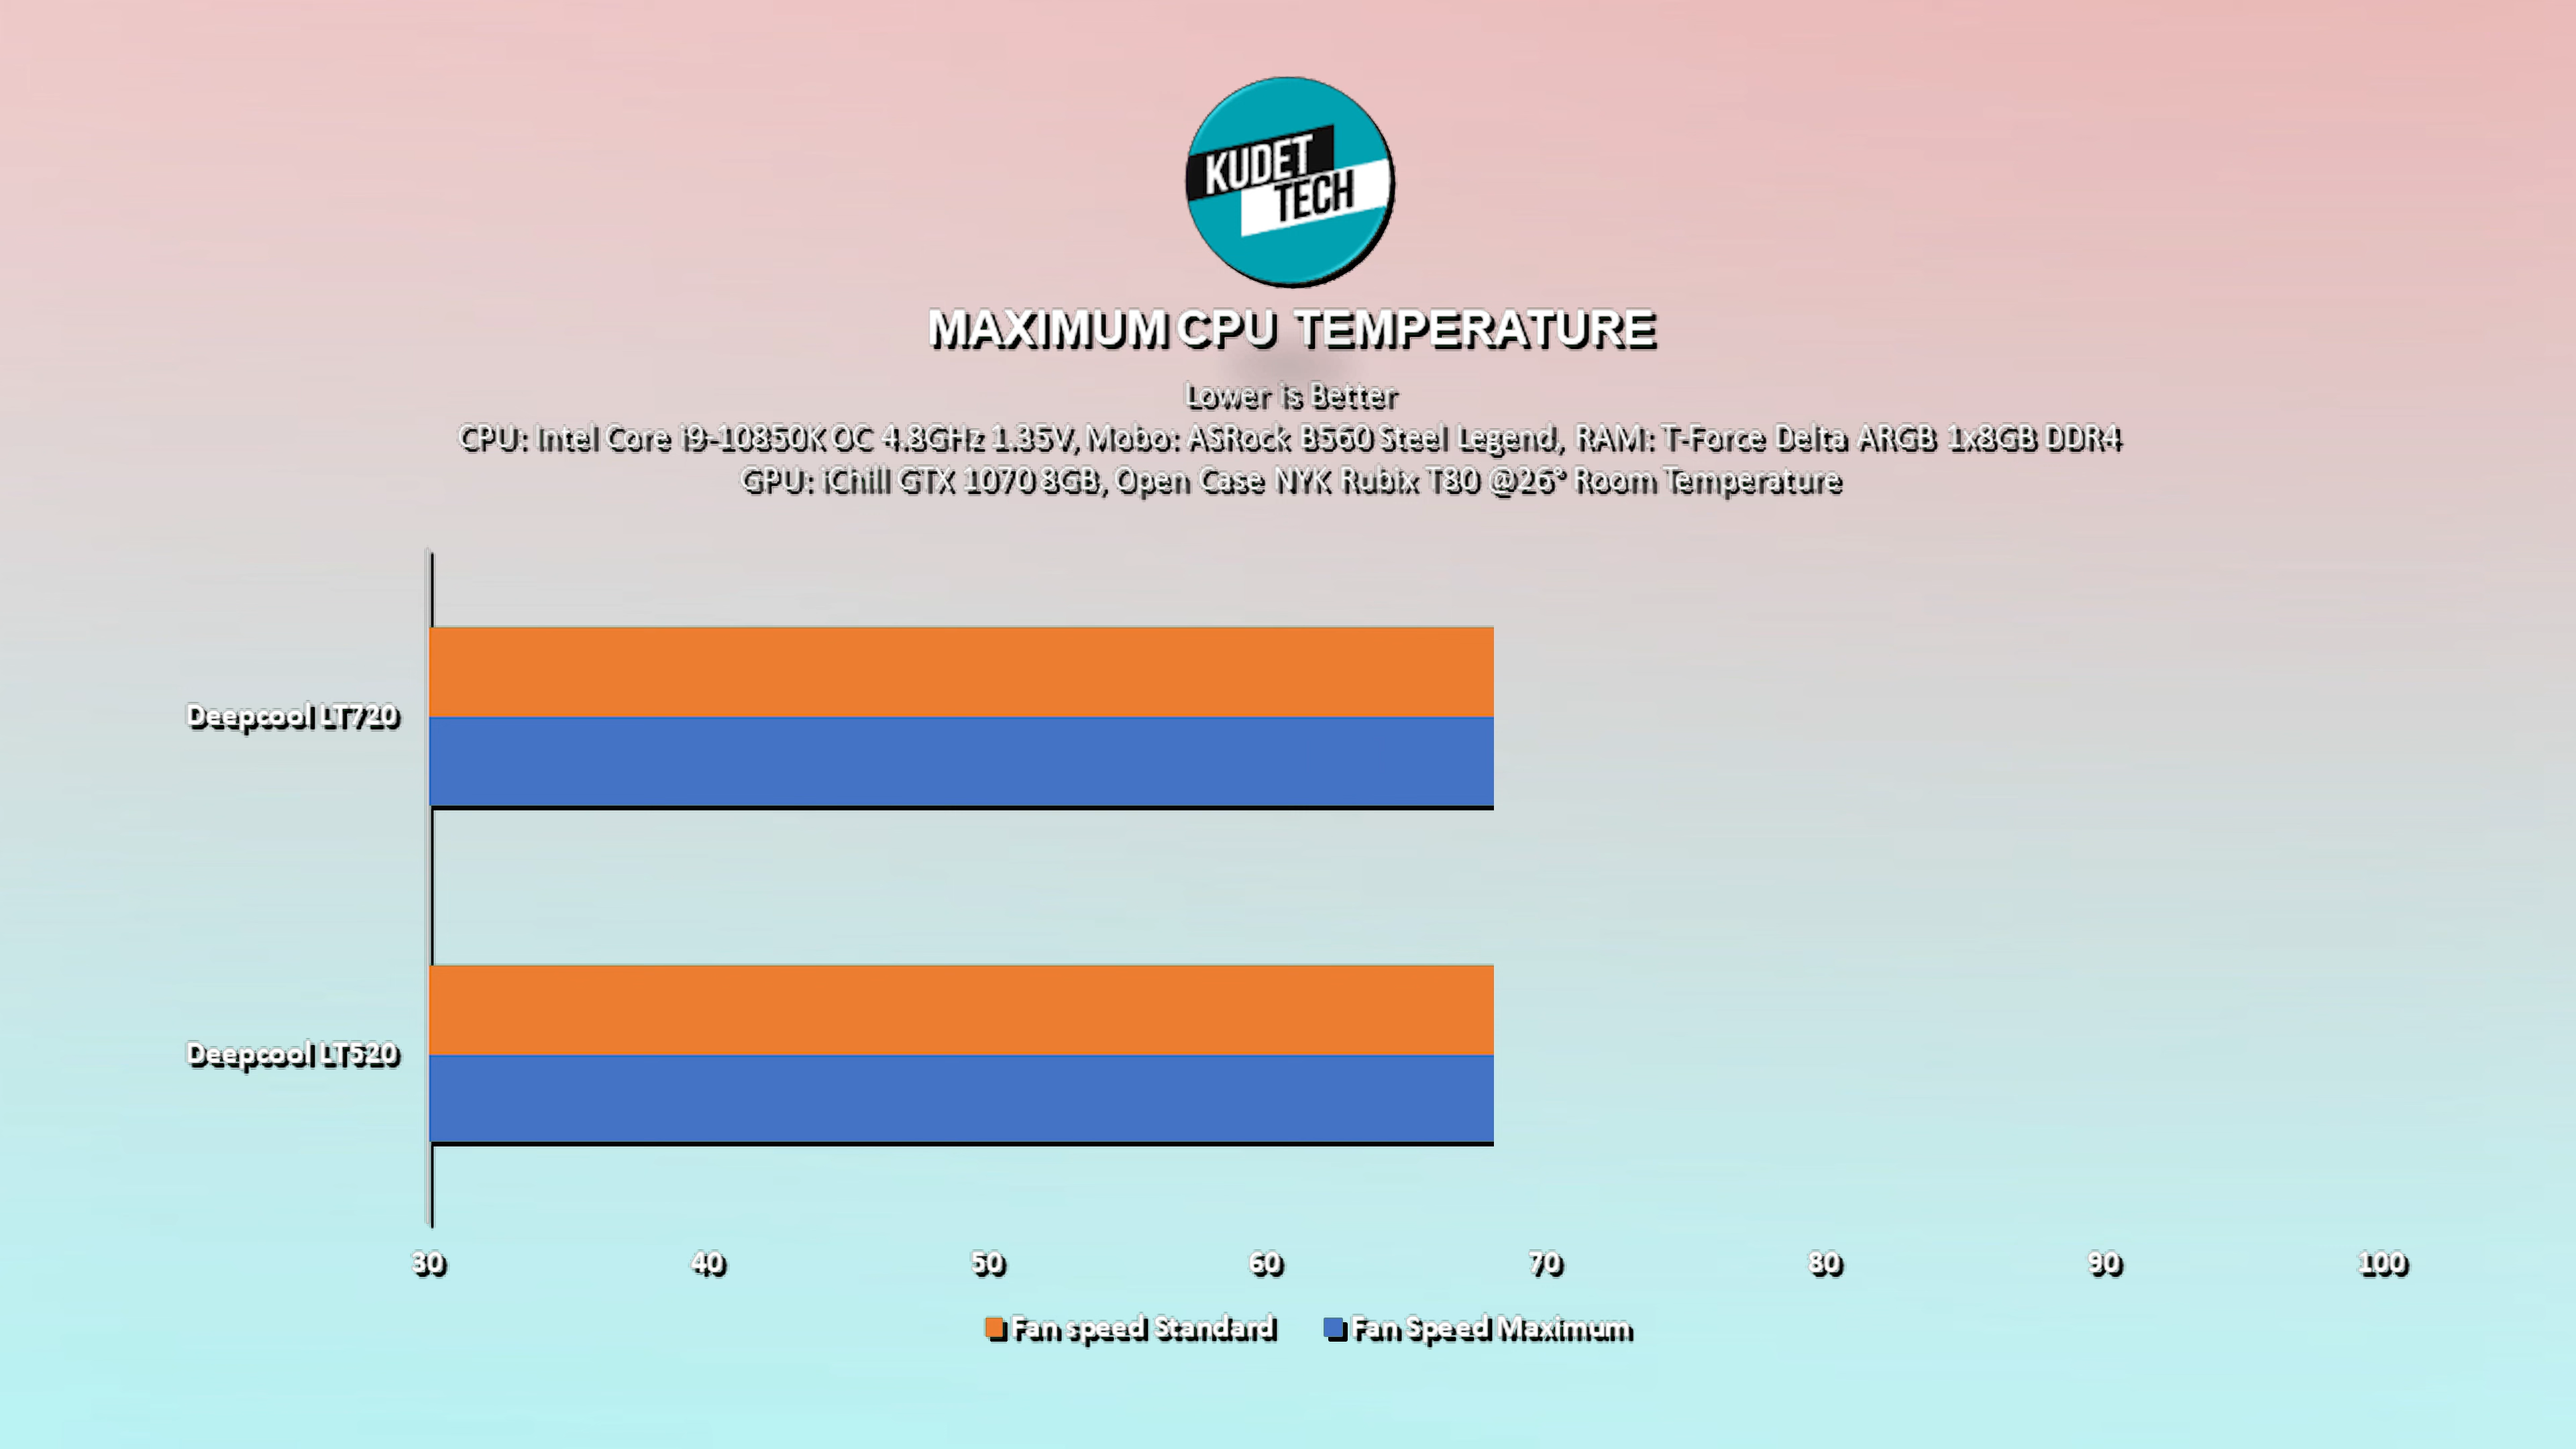 KUDET
TECH
MAXIMUM CPU TEMPERATURE
Lower is Better
CPU: Intel Core i9-10850K OC 4.8GHz 1.35V, Mobo: ASRock B560 Steel Legend, RAM: T-Force Delta ARGB 1x8GB DDR4
GPU: iChill GTX 1070 8GB, Open Case NYK Rubix T80 @26° Room Temperature
Deepcool LT720
Deepcool LT520
30 40 50 60 70 80 90 100
Fan speed Standard Fan Speed Maximum